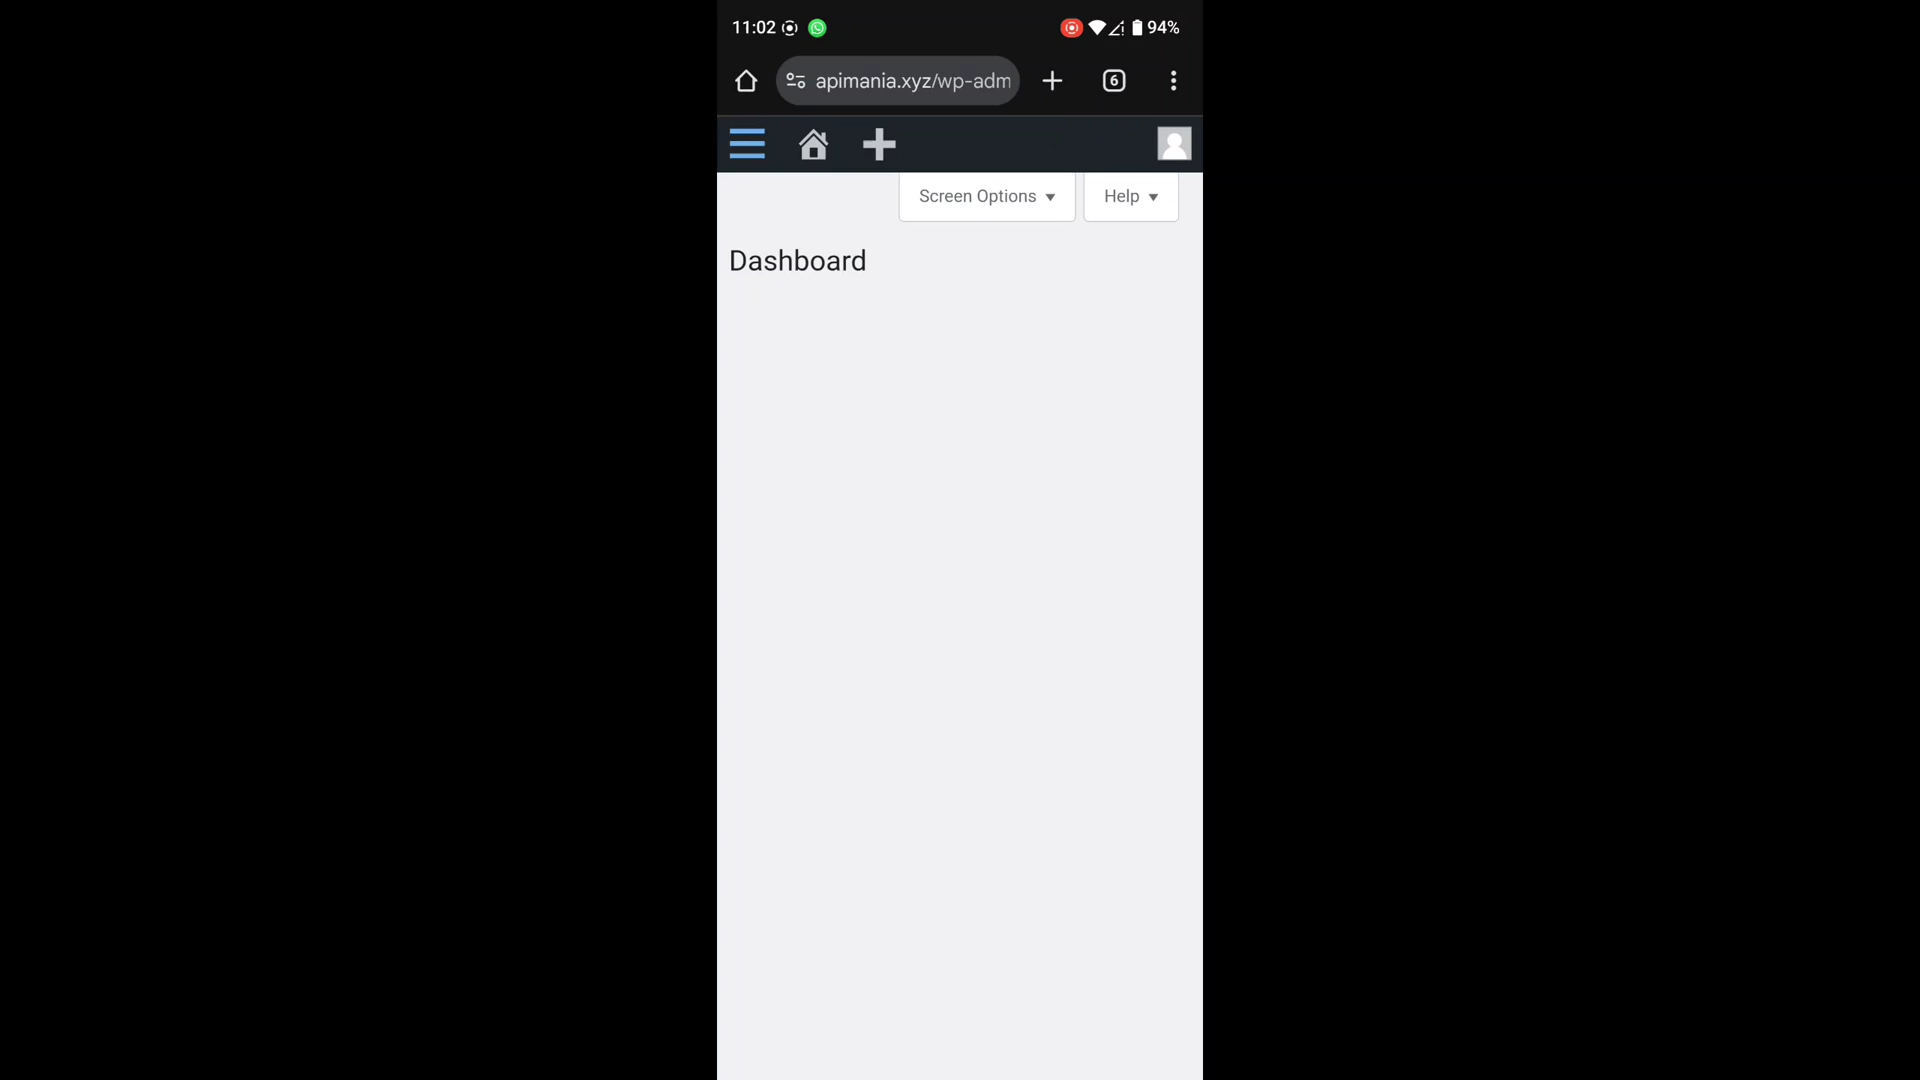 11:02
94%
apimania.xyz/wp-adm
6
Screen Options ▼
Help ▼
Dashboard